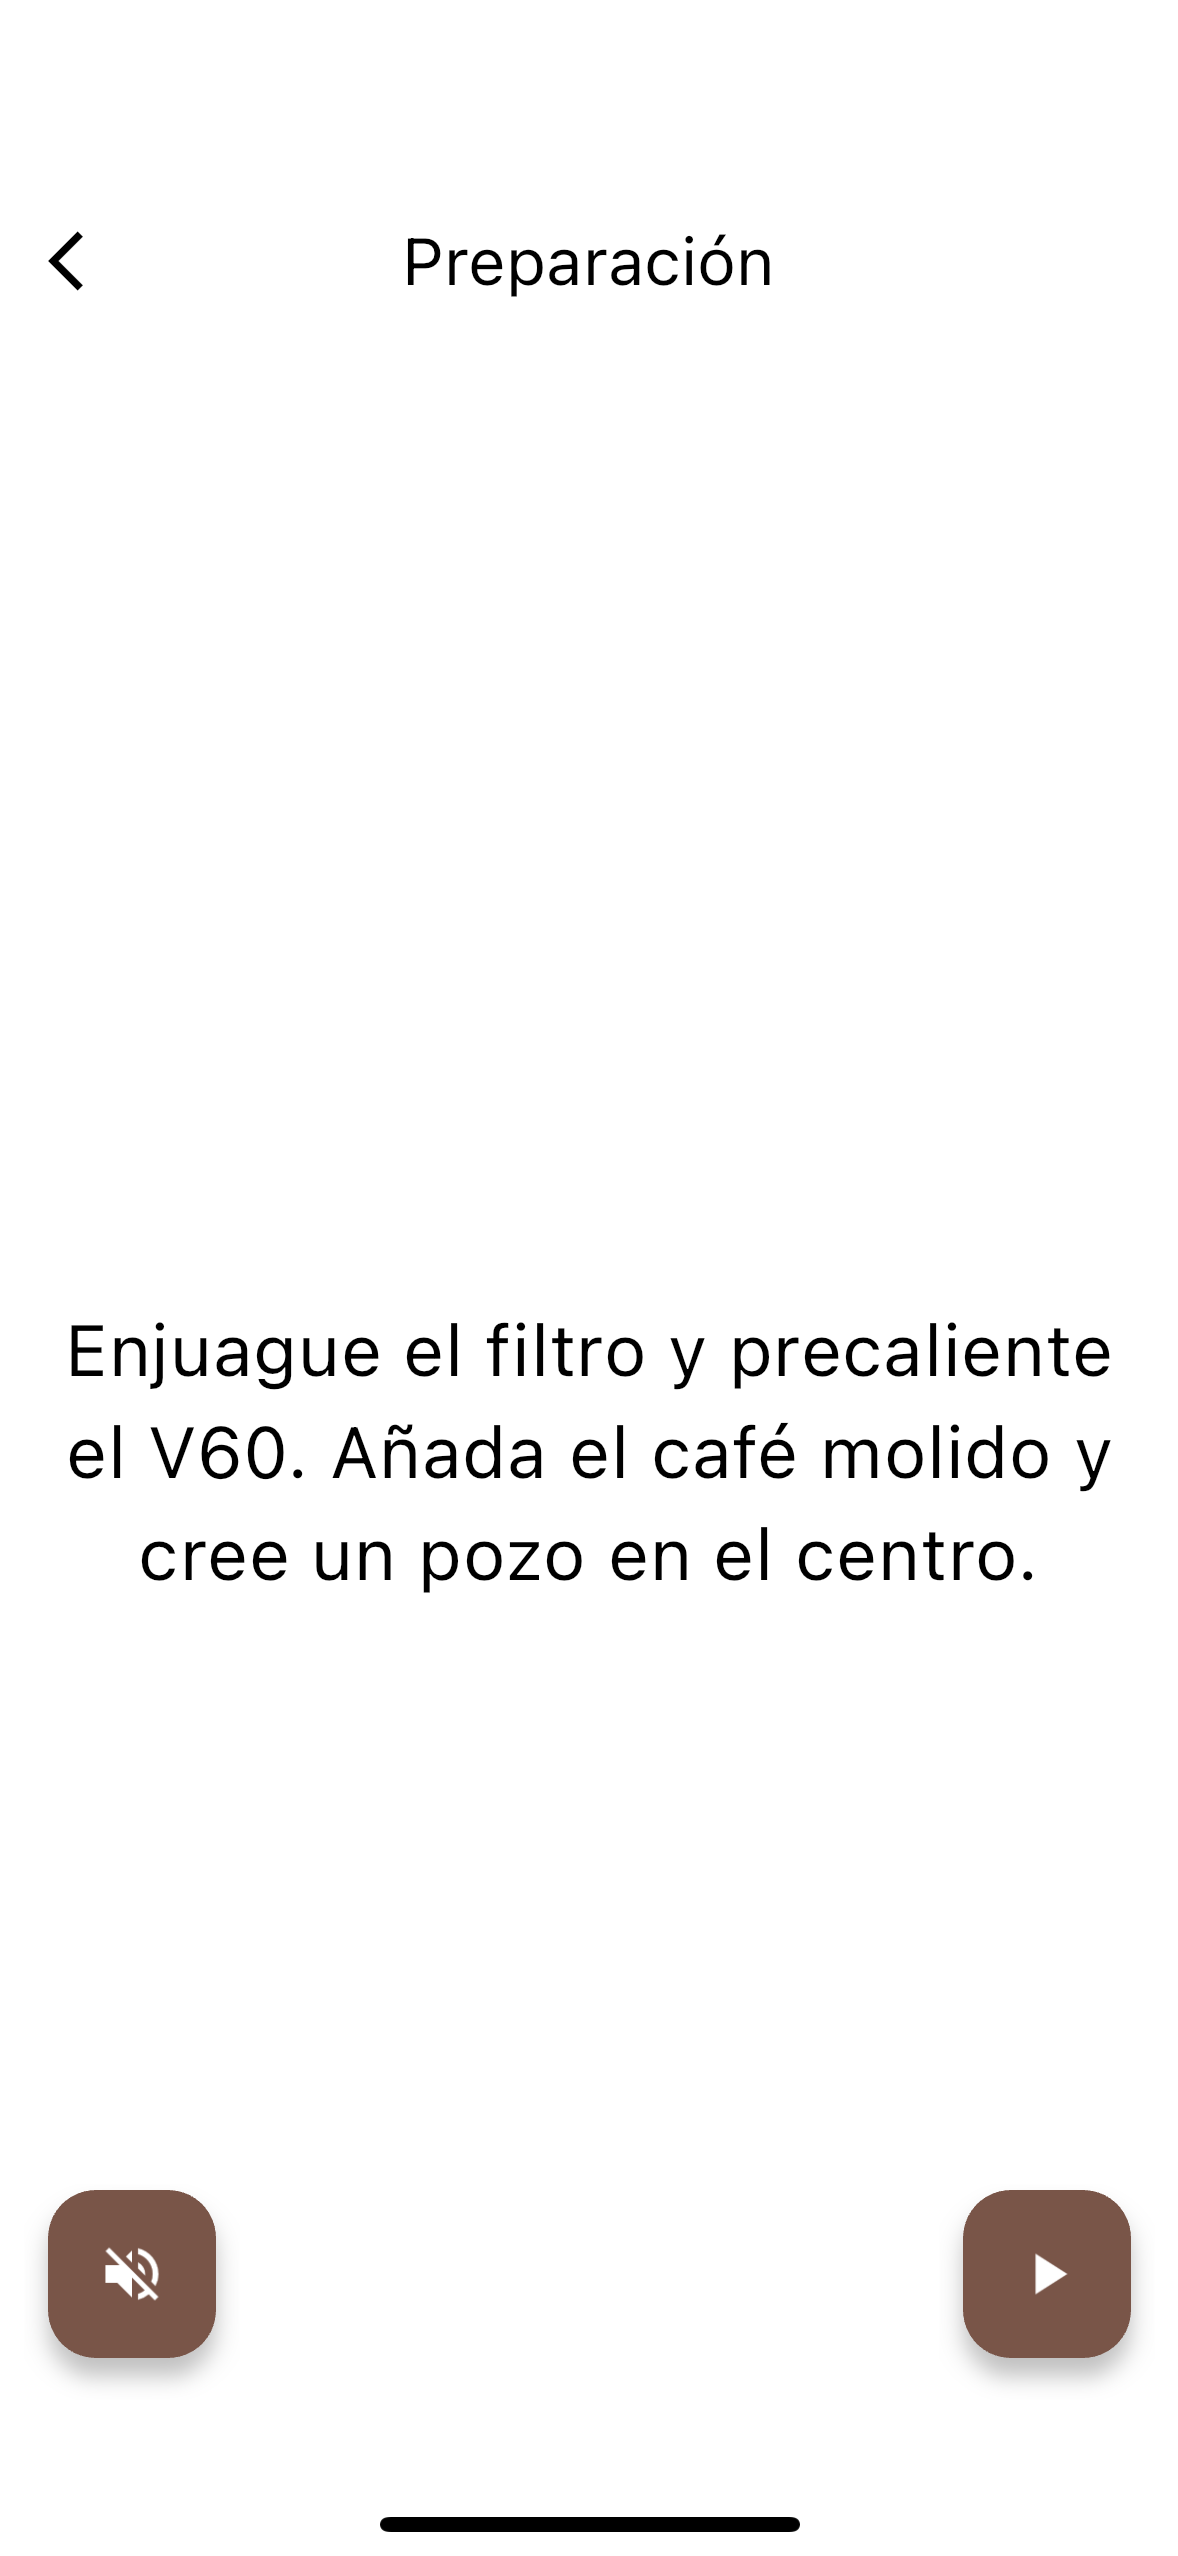 Preparación
Enjuague el filtro y precaliente
el V60. Añada el café molido y
cree un pozo en el centro.